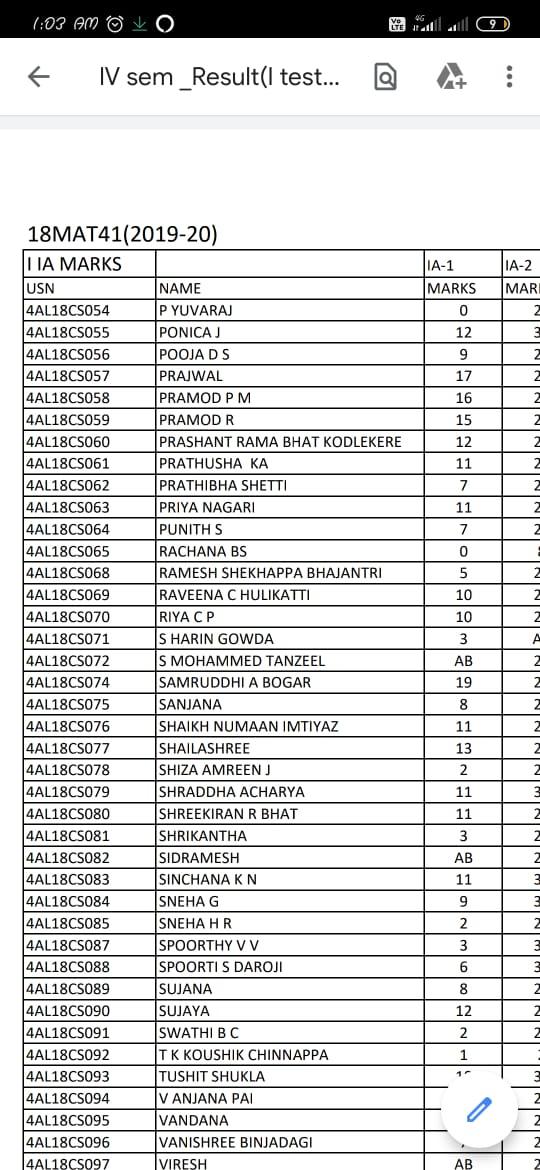 1:03 AM
Vo LTE 4G 9
IV sem _Result(I test...
18MAT41(2019-20)
I IA MARKS IA-1 IA-2
USN NAME MARKS
4AL18CS054 P YUVARAJ 0
4AL18CS055 PONICA J 12
4AL18CS056 POOJA D S 9
4AL18CS057 PRAJWAL 17
4AL18CS058 PRAMOD P M 16
4AL18CS059 PRAMOD R 15
4AL18CS060 PRASHANT RAMA BHAT KODLEKERE 12
4AL18CS061 PRATHUSHA KA 11
4AL18CS062 PRATHIBHA SHETTI 7
4AL18CS063 PRIYA NAGARI 11
4AL18CS064 PUNITH S 7
4AL18CS065 RACHANA BS 0
4AL18CS068 RAMESH SHEKHAPPA BHAJANTRI 5
4AL18CS069 RAVEENA C HULIKATTI 10
4AL18CS070 RIYA C P 10
4AL18CS071 S HARIN GOWDA 3
4AL18CS072 S MOHAMMED TANZEEL AB
4AL18CS074 SAMRUDDHI A BOGAR 19
4AL18CS075 SANJANA 8
4AL18CS076 SHAIKH NUMAAN IMTIYAZ 11
4AL18CS077 SHAILASHREE 13
4AL18CS078 SHIZA AMREEN J 2
4AL18CS079 SHRADDHA ACHARYA 11
4AL18CS080 SHREEKIRAN R BHAT 11
4AL18CS081 SHRIKANTHA 3
4AL18CS082 SIDRAMESH AB
4AL18CS083 SINCHANA K N 11
4AL18CS084 SNEHA G 9
4AL18CS085 SNEHA H R 2
4AL18CS087 SPOORTHY V V 3
4AL18CS088 SPOORTI S DAROJI 6
4AL18CS089 SUJANA 8
4AL18CS090 SUJAYA 12
4AL18CS091 SWATHI B C 2
4AL18CS092 T K KOUSHIK CHINNAPPA 1
4AL18CS093 TUSHIT SHUKLA
4AL18CS094 V ANJANA PAI
4AL18CS095 VANDANA
4AL18CS096 VANISHREE BINJADAGI
4AL18CS097 VIRESH AB